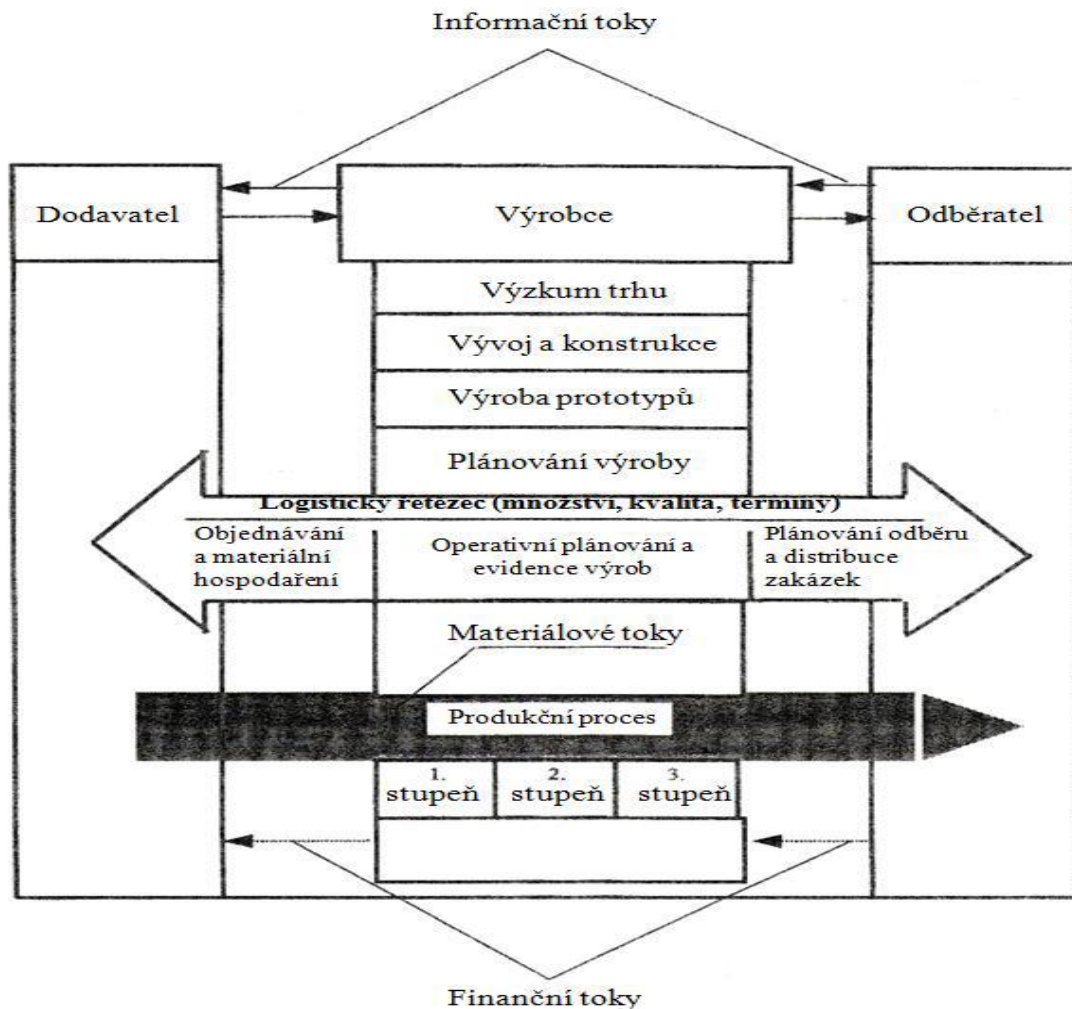 Informační toky
Dodavatel
Výrobce
Odběratel
Výzkum trhu
Vývoj a konstrukce
Výroba prototypů
Plánování výroby
Logistický řetězec (množství, kvalita, termíny)
Objednávání
a materiální
hospodaření
Operativní plánování a
evidence výrob
Plánování odběru
a distribuce
zakázek
Materiálové toky
Produkční proces
1.
stupeň
2.
stupeň
3.
stupeň
Finanční toky